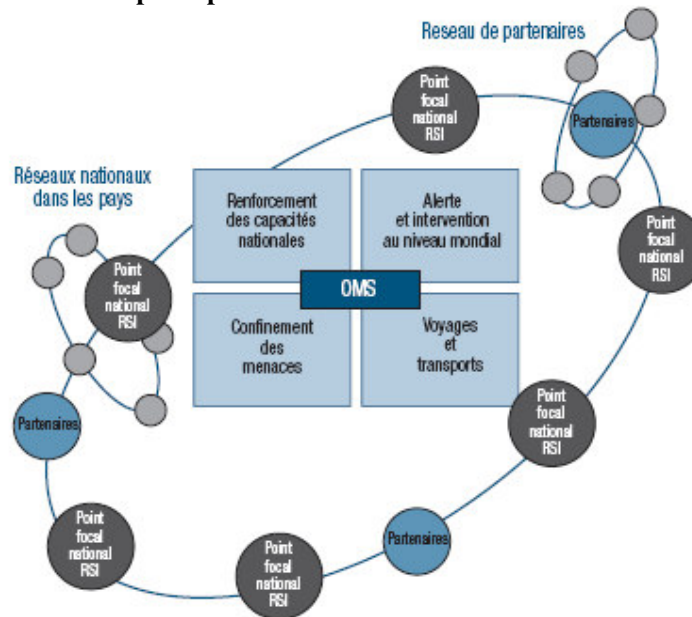 Reseau de partenaires
Point
focal
national
RSI
Partenaires
Réseaux nationaux
dans les pays
Renforcement
des capacités
nationales
Alerte
et intervention
au niveau mondial
Point
focal
national
RSI
Point
focal
national
RSI
OMS
Confinement
des
menaces
Voyages
et
transports
Partenaires
Point
focal
national
RSI
Point
focal
national
RSI
Partenaires
Point
focal
national
RSI